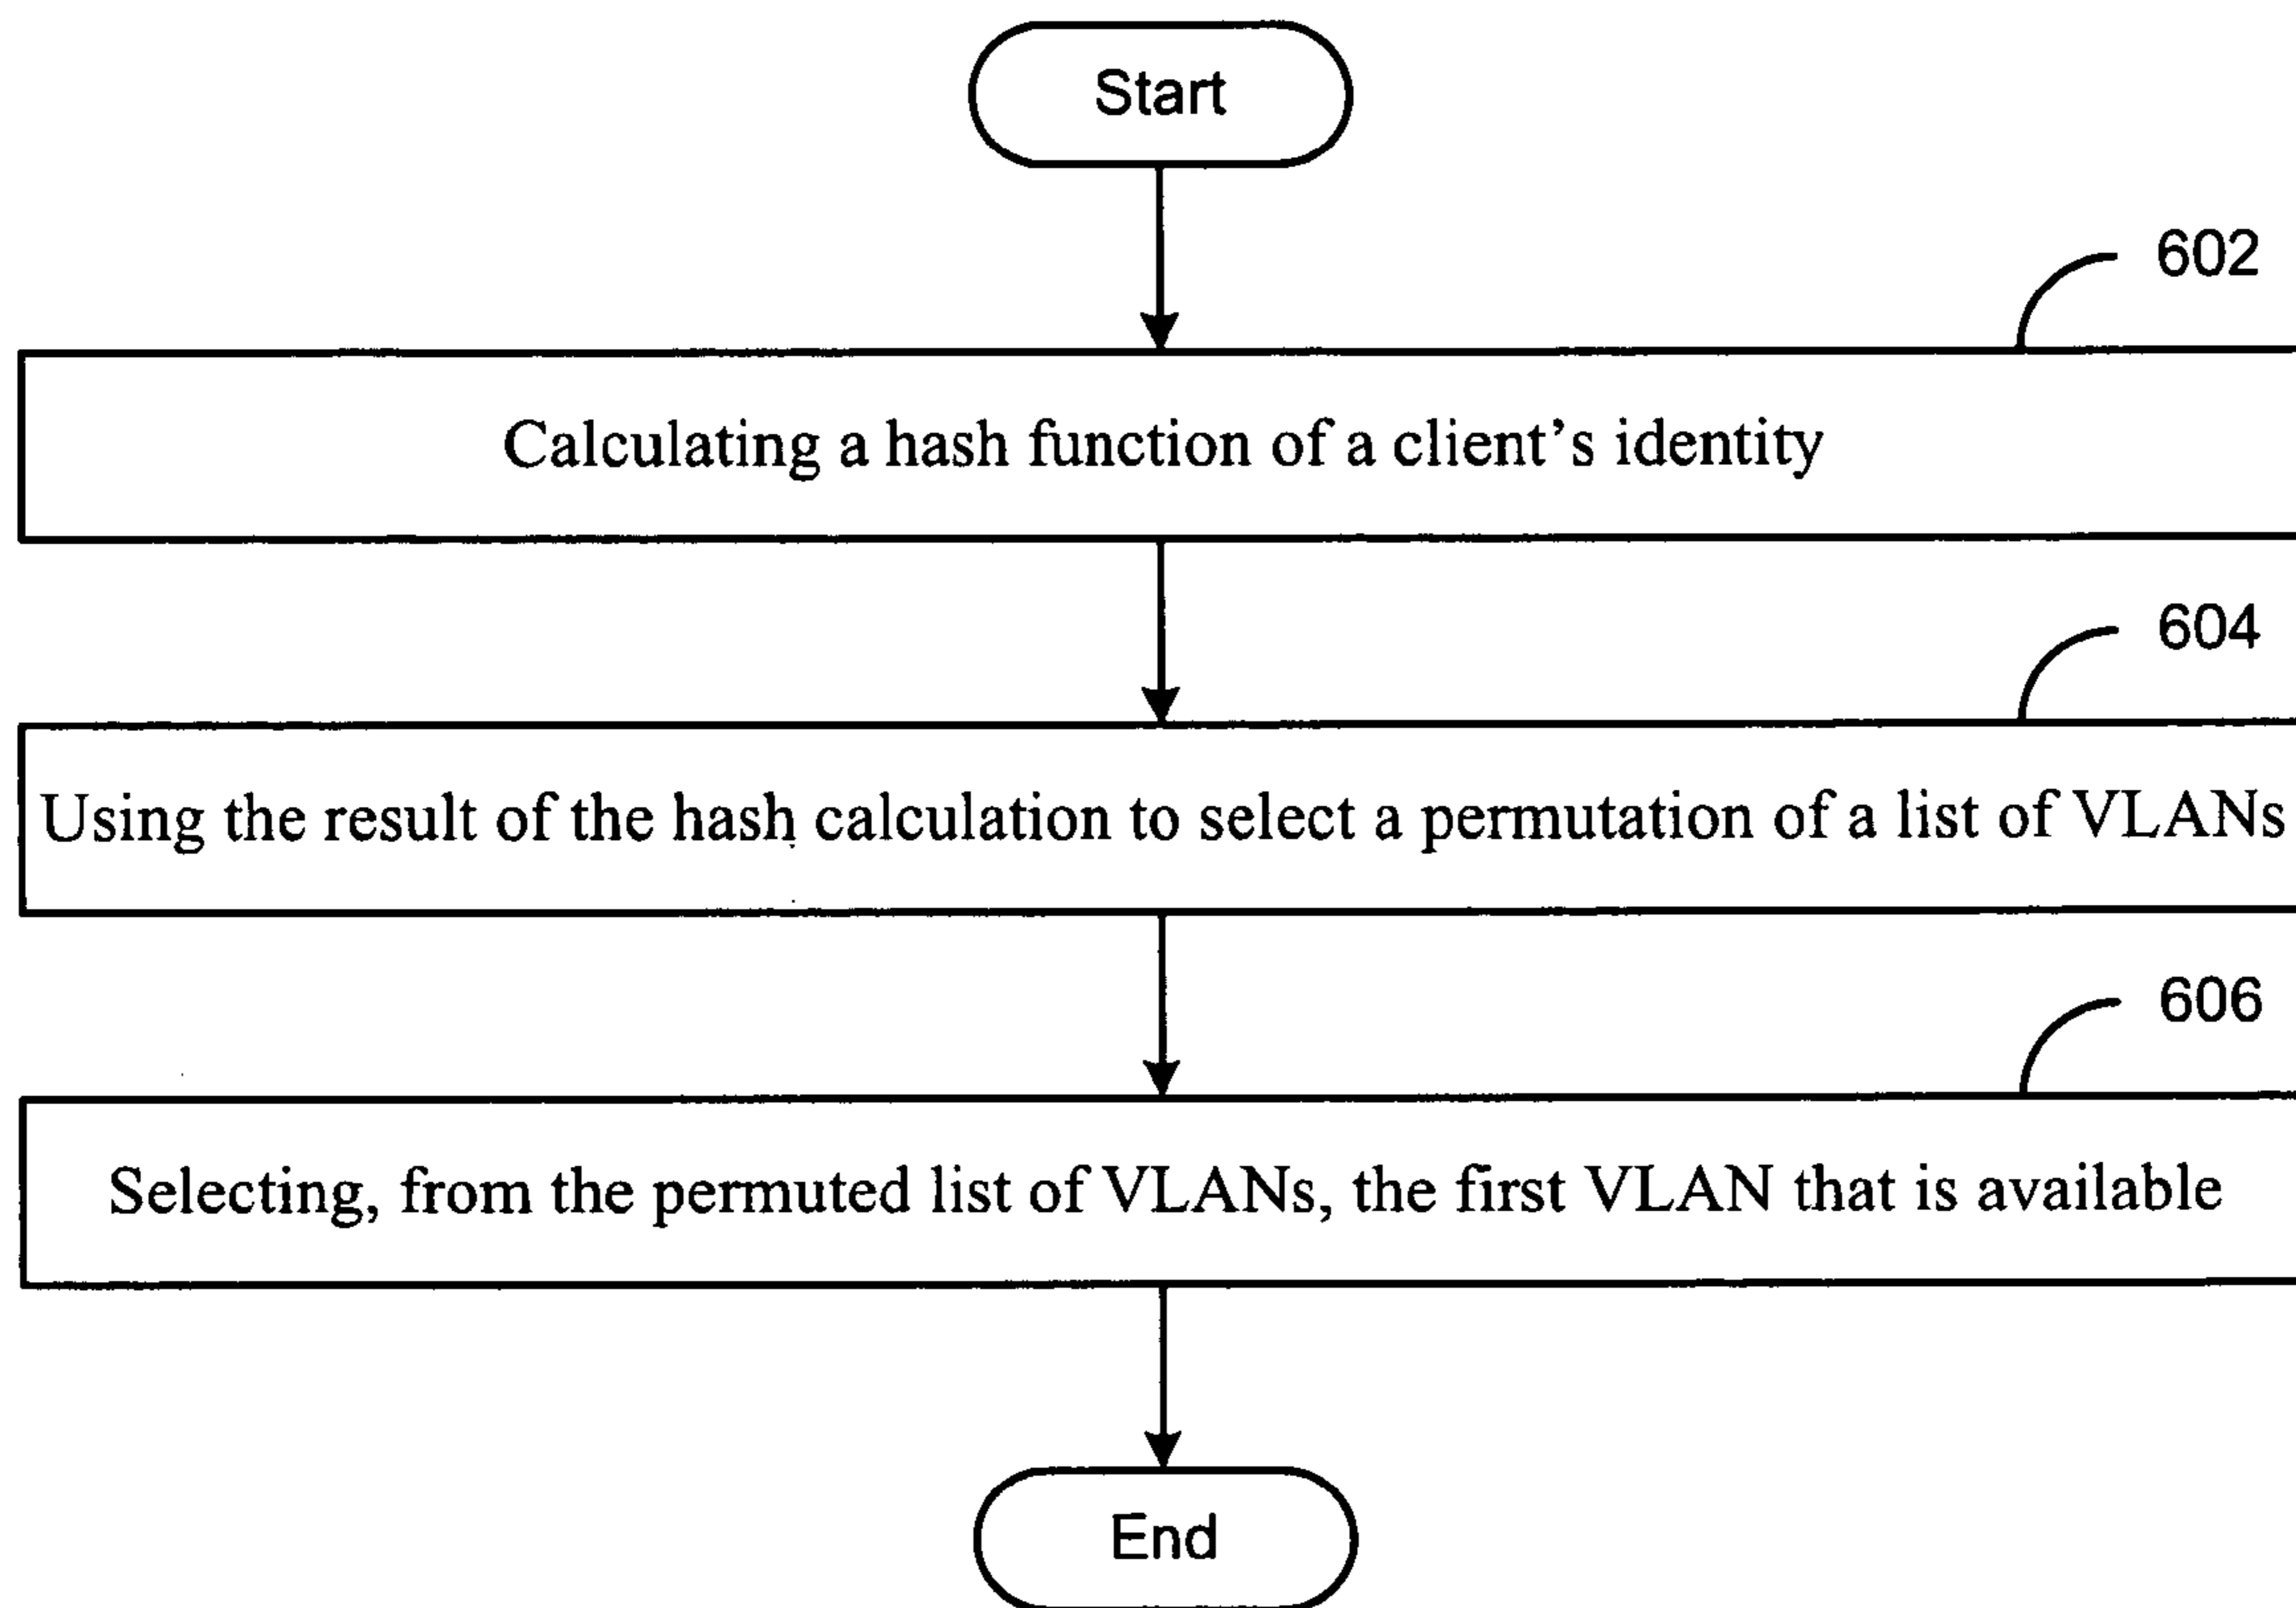 Start
602
Calculating a hash function of a client's identity
604
Using the result of the hash calculation to select a permutation of a list of VLANs
606
Selecting, from the permuted list of VLANs, the first VLAN that is available
End